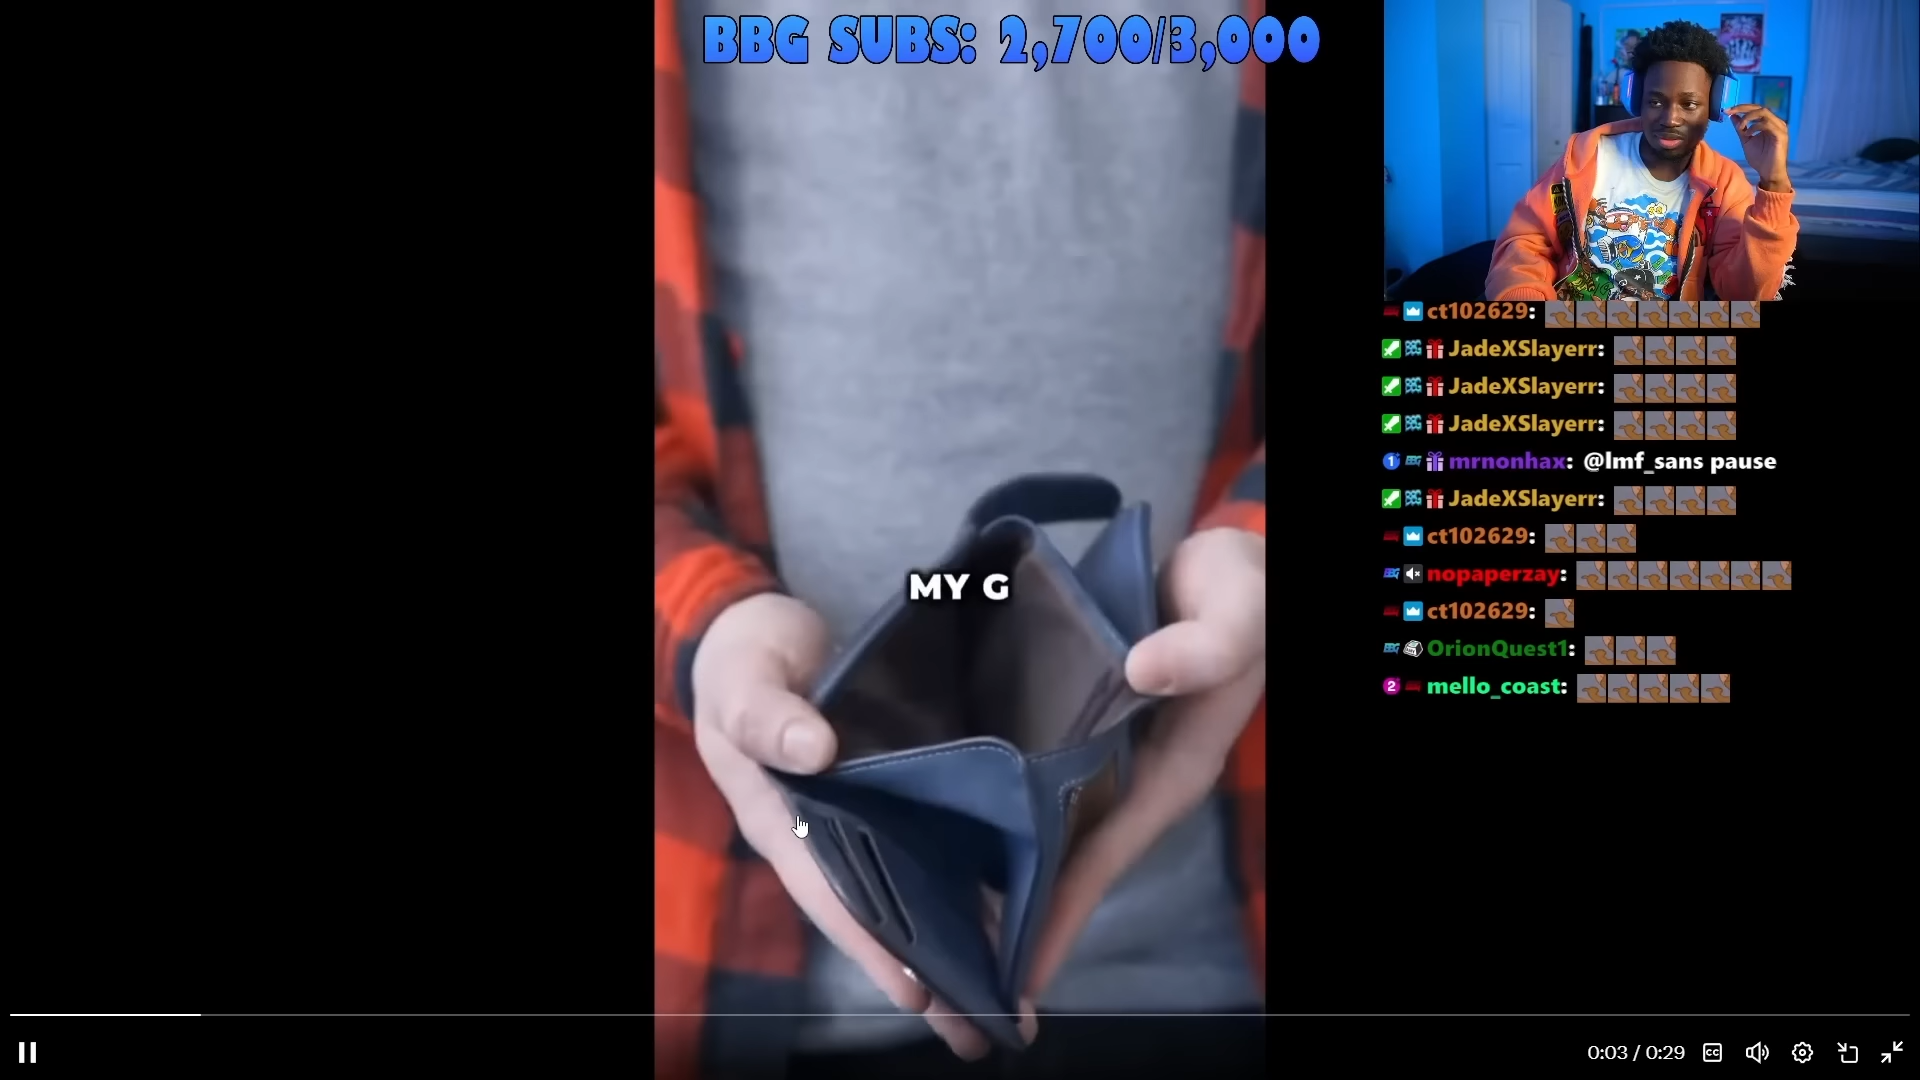 BBG SUBS: 2,700/3,000
MY G
ct102629:
JadeXSlayerr:
JadeXSlayerr:
JadeXSlayerr:
mrnonhax: @lmf_sans pause
JadeXSlayerr:
ct102629:
nopaperzay:
ct102629:
OrionQuest1:
mello_coast:
0:03 / 0:29